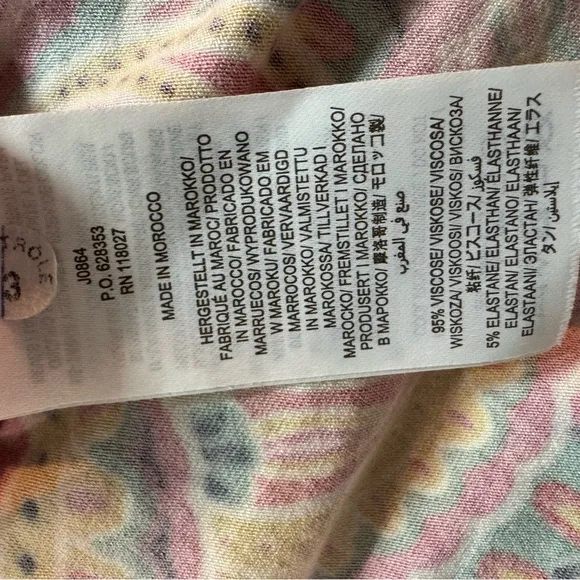 J0864
P.O. 628353
RN 118027
MADE IN MOROCCO
HERGESTELLT IN MAROKKO/
FABRIQUÉ AU MAROC/ PRODOTTO
IN MAROCCO/ FABRICADO EN
MARRUECOS/ WYPRODUKOWANO
W MAROKU/ FABRICADO EM
MARROCOS/ VERVAARDIGD
IN MAROKKO/ VALMISTETTU
MAROKOSSA/ TILLVERKAD I
MAROCKO/ FREMSTILLET I MAROKKO/
PRODUSERT I MAROKKO/ СДЕЛАНО
В МАРОККО/ 摩洛哥制造/ モロッコ製/
صنع في المغرب
95% VISCOSE/ VISKOSE/ VISCOSA/
WISKOZA/ VISKOOSI/ VISKOS/ ВИСКОЗА/
粘纤/ ビスコース/ فسكوز
5% ELASTANE/ ELASTHAN/ ELASTHANNE/
ELASTAN/ ELASTANO/ ELASTHAAN/
ELASTAANI/ ЭЛАСТАН/ 弹性纤维/ エラス
タン/ إيلاستين